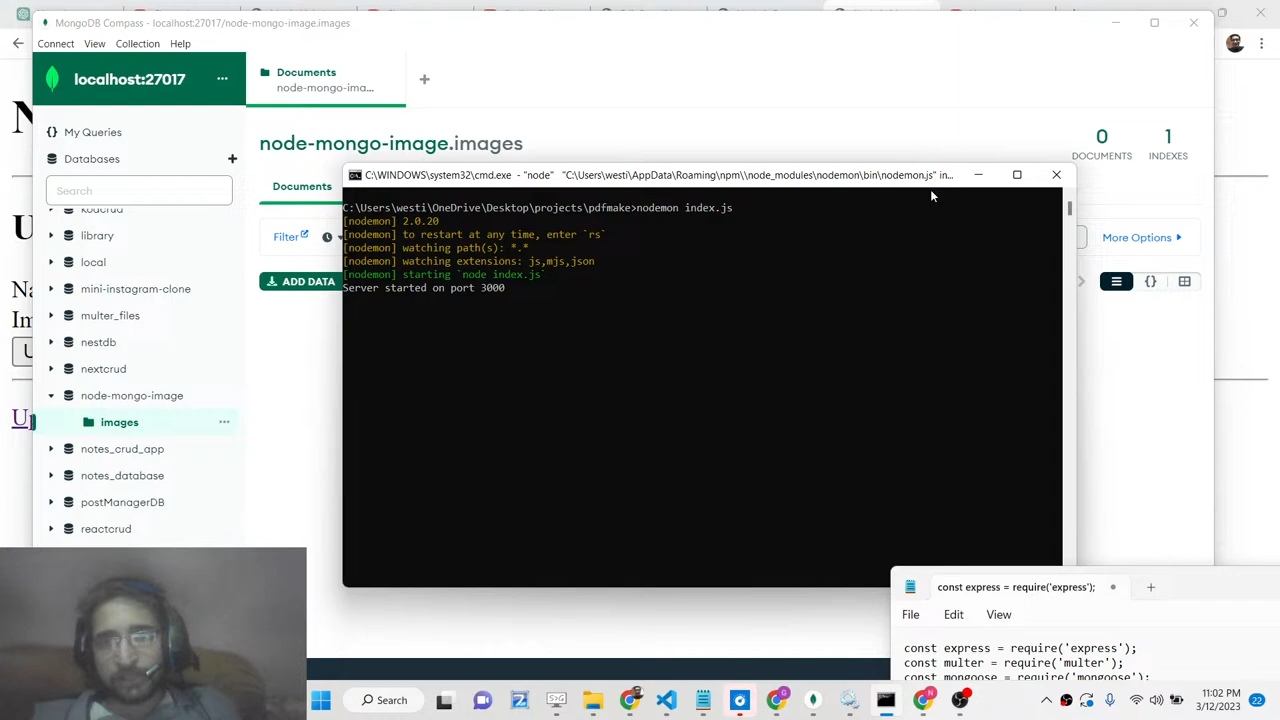 MongoDB Compass - localhost:27017/node-mongo-image.images
Connect View Collection Help
localhost:27017
Documents
node-mongo-ima...
My Queries
Databases
Search
kodcrud
library
local
mini-instagram-clone
multer_files
nestdb
nextcrud
node-mongo-image
images
notes_crud_app
notes_database
postManagerDB
reactcrud
node-mongo-image.images
0
DOCUMENTS
1
INDEXES
Documents
Filter
More Options
ADD DATA
C:\WINDOWS\system32\cmd.exe - "node" "C:\Users\westi\AppData\Roaming\npm\\node_modules\nodemon\bin\nodemon.js" in...
C:\Users\westi\OneDrive\Desktop\projects\pdfmake>nodemon index.js
[nodemon] 2.0.20
[nodemon] to restart at any time, enter `rs`
[nodemon] watching path(s): *.*
[nodemon] watching extensions: js,mjs,json
[nodemon] starting `node index.js`
Server started on port 3000
const express = require('express');
File Edit View
const express = require('express');
const multer = require('multer');
const mongoose = require('mongoose');
Search
11:02 PM
3/12/2023
22